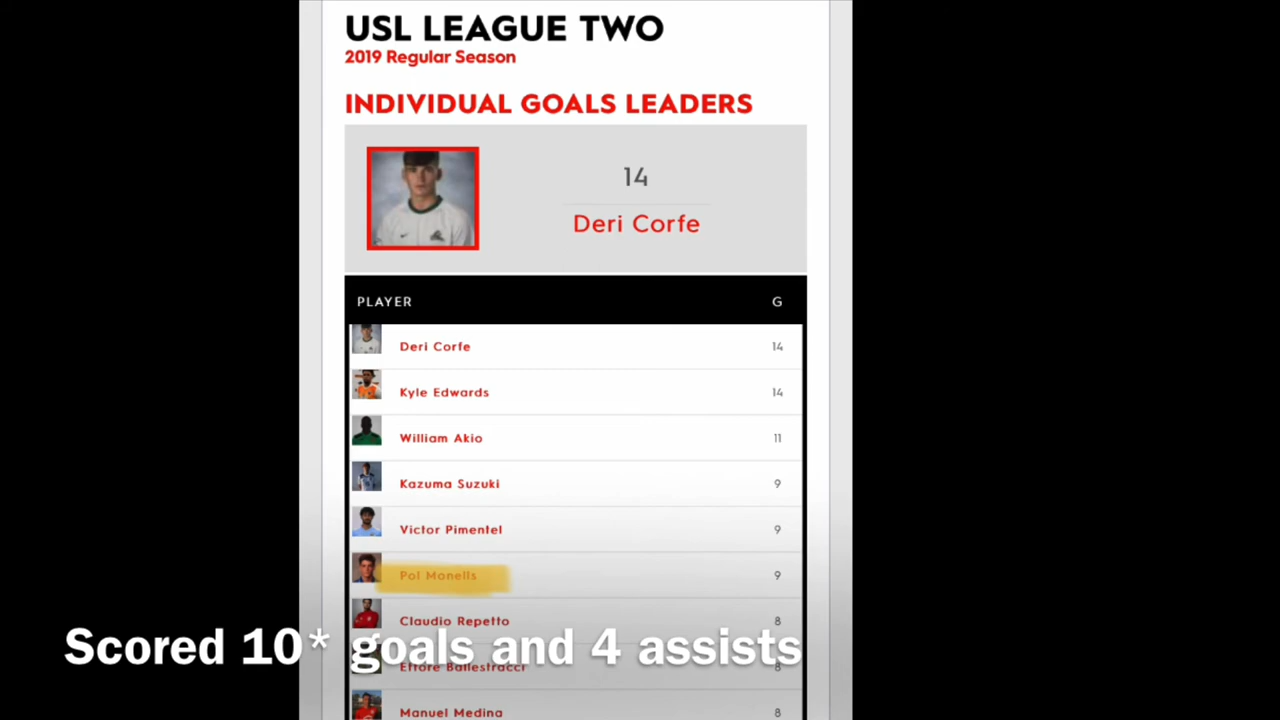 USL LEAGUE TWO
2019 Regular Season
INDIVIDUAL GOALS LEADERS
14
Deri Corfe
PLAYER G
Deri Corfe 14
Kyle Edwards 14
William Akio 11
Kazuma Suzuki 9
Victor Pimentel 9
Pol Monells 9
Claudio Repetto 8
Scored 10* goals and 4 assists
Ettore Ballestracci 8
Manuel Medina 8